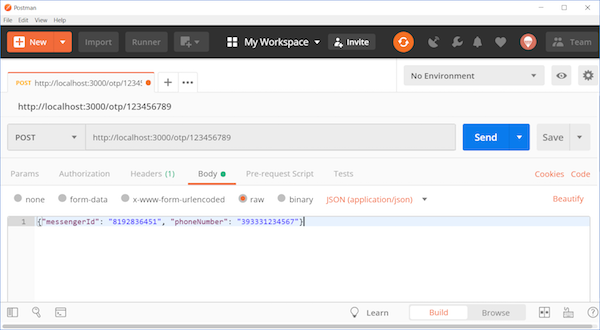 Postman
File Edit View Help
New Import Runner My Workspace Invite Team
POST http://localhost:3000/otp/1234!
No Environment
http://localhost:3000/otp/123456789
POST http://localhost:3000/otp/123456789 Send Save
Params Authorization Headers (1) Body Pre-request Script Tests Cookies Code
none form-data x-www-form-urlencoded raw binary JSON (application/json) Beautify
1 {"messengerId": "8192836451", "phoneNumber": "393331234567"}
Learn Build Browse